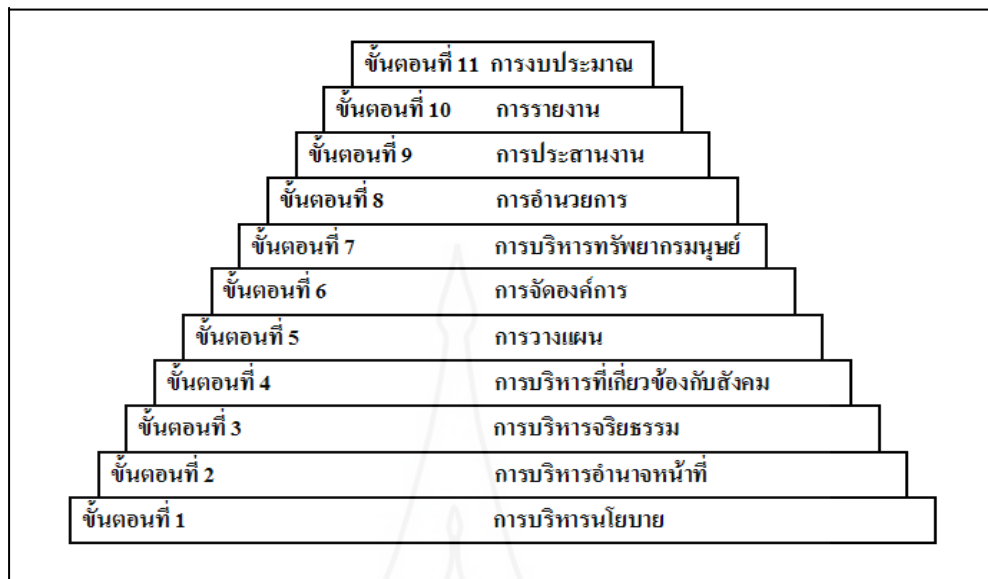 ขั้นตอนที่ 11 การงบประมาณ
ขั้นตอนที่ 10 การรายงาน
ขั้นตอนที่ 9 การประสานงาน
ขั้นตอนที่ 8 การอำนวยการ
ขั้นตอนที่ 7 การบริหารทรัพยากรมนุษย์
ขั้นตอนที่ 6 การจัดองค์การ
ขั้นตอนที่ 5 การวางแผน
ขั้นตอนที่ 4 การบริหารที่เกี่ยวข้องกับสังคม
ขั้นตอนที่ 3 การบริหารจริยธรรม
ขั้นตอนที่ 2 การบริหารอำนาจหน้าที่
ขั้นตอนที่ 1 การบริหารนโยบาย